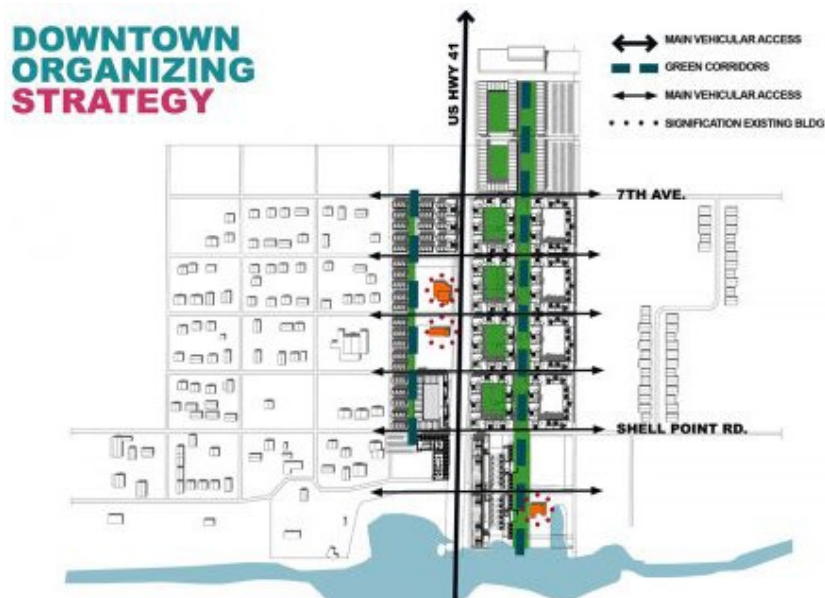 DOWNTOWN
ORGANIZING
STRATEGY
US HWY 41
MAIN VEHICULAR ACCESS
GREEN CORRIDORS
MAIN VEHICULAR ACCESS
SIGNIFICATION EXISTING BLDG
7TH AVE.
SHELL POINT RD.